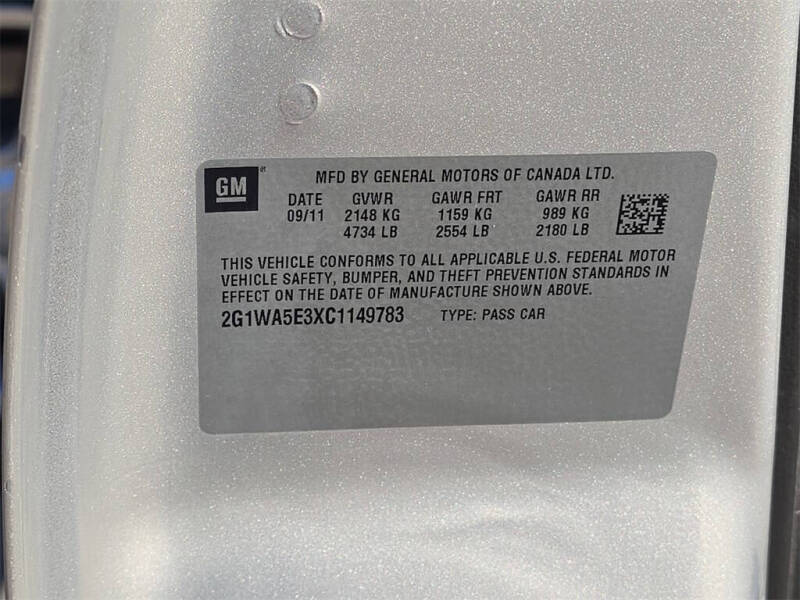 GM
MFD BY GENERAL MOTORS OF CANADA LTD.
DATE GVWR GAWR FRT GAWR RR
09/11 2148 KG 1159 KG 989 KG
4734 LB 2554 LB 2180 LB
THIS VEHICLE CONFORMS TO ALL APPLICABLE U.S. FEDERAL MOTOR
VEHICLE SAFETY, BUMPER, AND THEFT PREVENTION STANDARDS IN
EFFECT ON THE DATE OF MANUFACTURE SHOWN ABOVE.
2G1WA5E3XC1149783 TYPE: PASS CAR